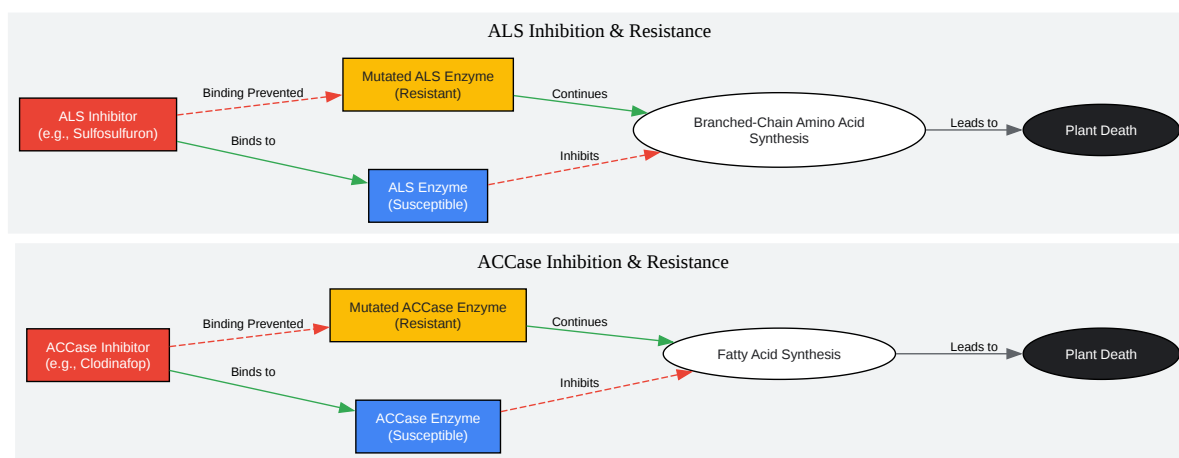 ALS Inhibition & Resistance
Mutated ALS Enzyme
(Resistant)
Binding Prevented
Continues
ALS Inhibitor
(e.g., Sulfosulfuron)
Branched-Chain Amino Acid
Synthesis
Leads to
Plant Death
Binds to
Inhibits
ALS Enzyme
(Susceptible)
ACCase Inhibition & Resistance
Mutated ACCase Enzyme
(Resistant)
Binding Prevented
Continues
ACCase Inhibitor
(e.g., Clodinafop)
Fatty Acid Synthesis
Leads to
Plant Death
Binds to
Inhibits
ACCase Enzyme
(Susceptible)